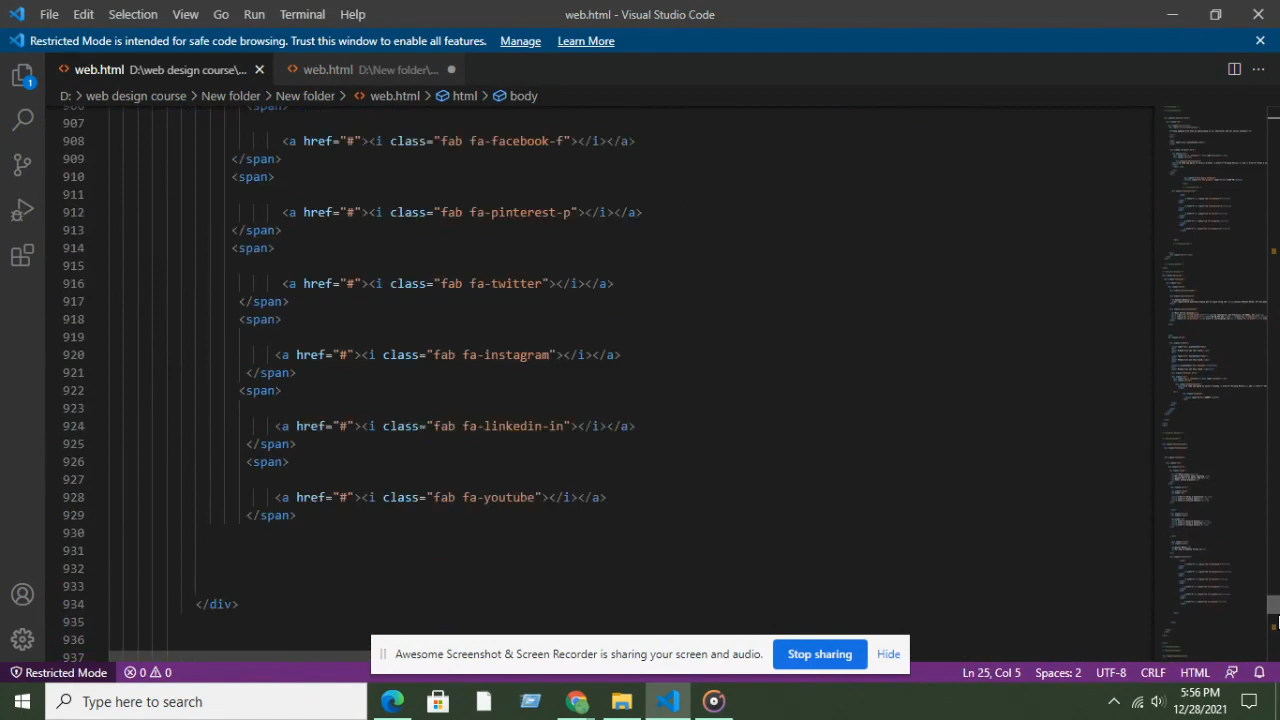 File Edit Selection View Go Run Terminal Help web.html - Visual Studio Code
Restricted Mode is intended for safe code browsing. Trust this window to enable all features. Manage Learn More
web.html D:\web design course\... web.html D:\New folder\...
D: > web design course > New folder > New folder > web.html > html > body
906 <span>
907
908 <a href="#"><i class="fab fa-facebook-f"></i></a>
909 </span>
910 <span>
911
912 <a href="#"><i class="fab fa-pinterest-p"></i></a>
913 </span>
914 <span>
915
916 <a href="#"><i class="fab fa-twitter"></i></a>
917 </span>
918 <span>
919
920 <a href="#"><i class="fab fa-instagram"></i></a>
921 </span>
922 <span>
923
924 <a href="#"><i class="fab fa-linkedin-in"></i></a>
925 </span>
926 <span>
927
928 <a href="#"><i class="fab fa-youtube"></i></a>
929 </span>
930
931
932
933
934 </div>
935
936
937
Awesome Screenshot & Screen Recorder is sharing your screen and audio. Stop sharing Hide
Restricted Mode 0 0 Ln 25, Col 5 Spaces: 2 UTF-8 CRLF HTML
Type here to search
5:56 PM
12/28/2021